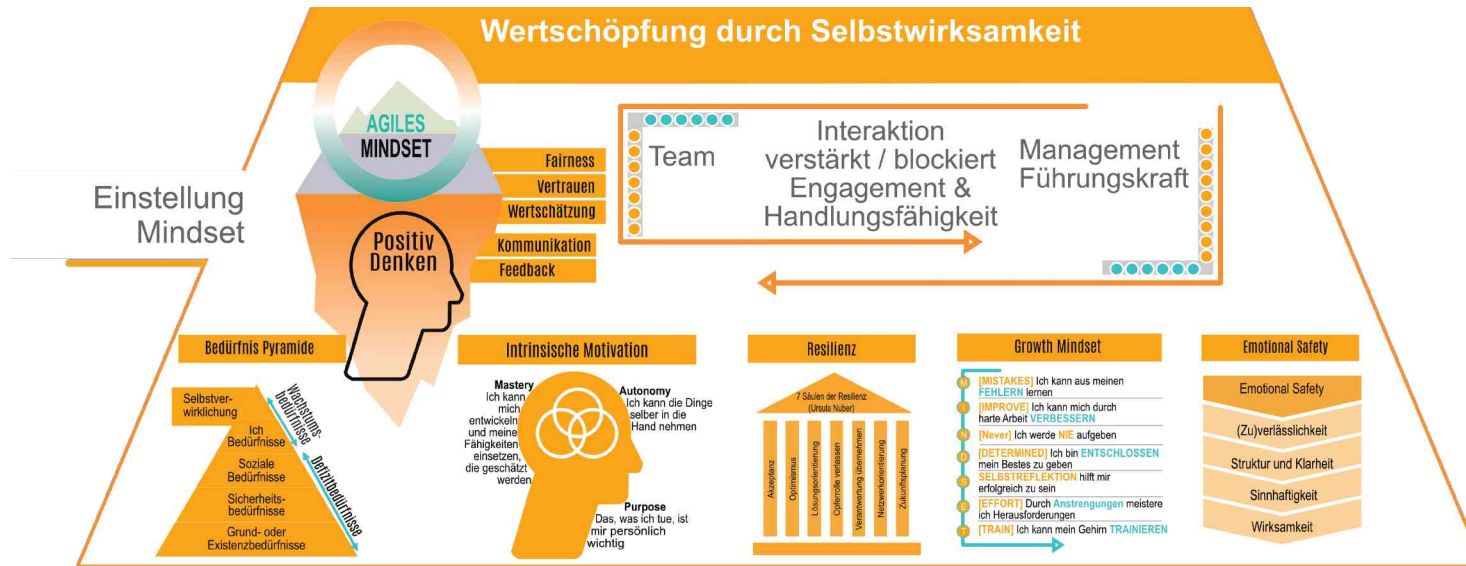 Wertschöpfung durch Selbstwirksamkeit
AGILES
MINDSET
Einstellung
Mindset
Positiv
Denken
Fairness
Vertrauen
Wertschätzung
Kommunikation
Feedback
Team
Interaktion
verstärkt / blockiert
Engagement &
Handlungsfähigkeit
Management
Führungskraft
Bedürfnis Pyramide
Selbstver-
wirklichung
Ich
Bedürfnisse
Soziale
Bedürfnisse
Sicherheits-
bedürfnisse
Grund- oder
Existenzbedürfnisse
Wachstums-
bedürfnisse
Defizitbedürfnisse
Intrinsische Motivation
Mastery
Ich kann
mich
entwickeln
und meine
Fähigkeiten
einsetzen,
die geschätzt
werden
Autonomy
Ich kann die Dinge
selber in die
Hand nehmen
Purpose
Das, was ich tue, ist
mir persönlich
wichtig
Resilienz
7 Säulen der Resilienz
(Ursula Nuber)
Akzeptanz
Optimismus
Lösungsorientierung
Opferrolle verlassen
Verantwortung übernehmen
Netzwerkorientierung
Zukunftsplanung
Growth Mindset
M [MISTAKES] Ich kann aus meinen
FEHLERN lernen
I [IMPROVE] Ich kann mich durch
harte Arbeit VERBESSERN
N [Never] Ich werde NIE aufgeben
D [DETERMINED] Ich bin ENTSCHLOSSEN
mein Bestes zu geben
S SELBSTREFLEKTION hilft mir
erfolgreich zu sein
E [EFFORT] Durch Anstrengungen meistere
ich Herausforderungen
T [TRAIN] Ich kann mein Gehirn TRAINIEREN
Emotional Safety
Emotional Safety
(Zu)verlässlichkeit
Struktur und Klarheit
Sinnhaftigkeit
Wirksamkeit